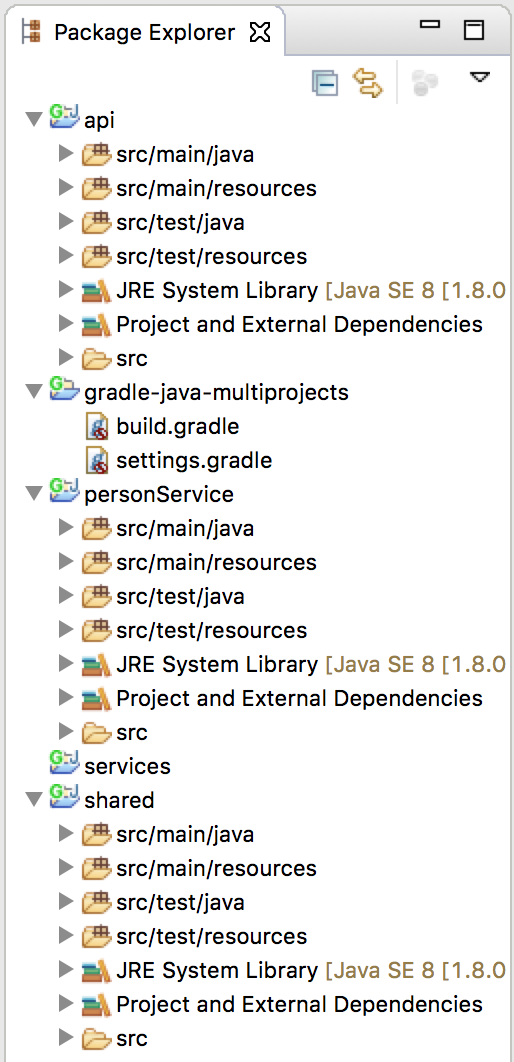 Package Explorer
api
src/main/java
src/main/resources
src/test/java
src/test/resources
JRE System Library [Java SE 8 [1.8.0
Project and External Dependencies
src
gradle-java-multiprojects
build.gradle
settings.gradle
personService
src/main/java
src/main/resources
src/test/java
src/test/resources
JRE System Library [Java SE 8 [1.8.0
Project and External Dependencies
src
services
shared
src/main/java
src/main/resources
src/test/java
src/test/resources
JRE System Library [Java SE 8 [1.8.0
Project and External Dependencies
src